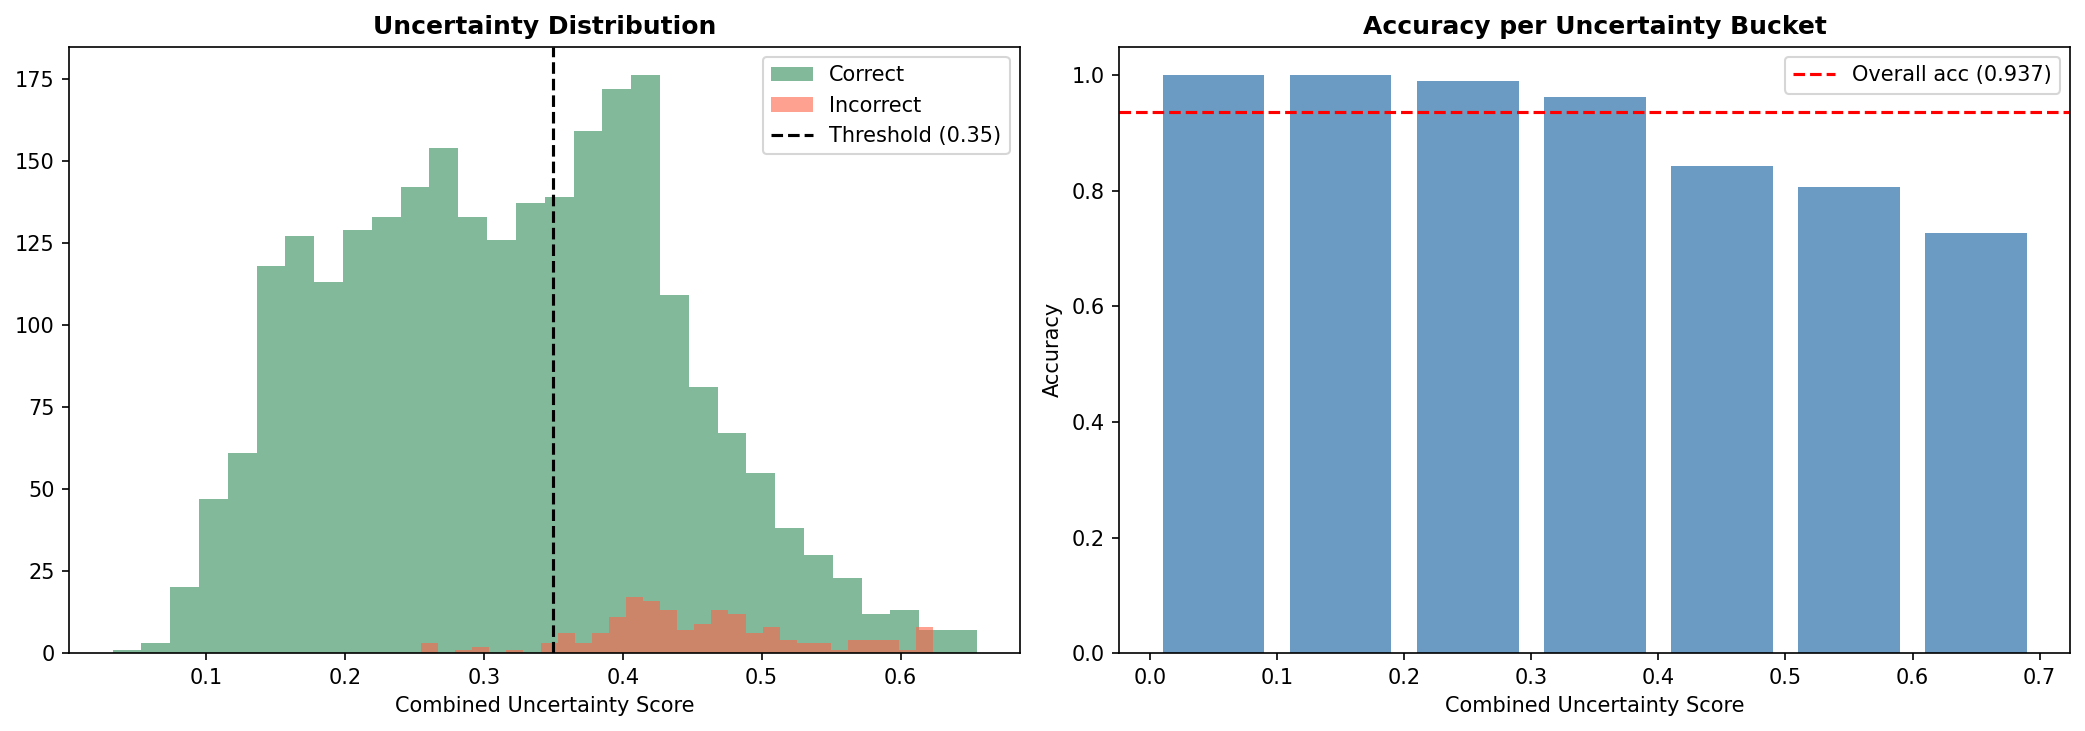 Uncertainty Distribution
175
150
125
100
75
50
25
0
0.1 0.2 0.3 0.4 0.5 0.6
Combined Uncertainty Score
Correct
Incorrect
Threshold (0.35)
Accuracy per Uncertainty Bucket
Accuracy
1.0
0.8
0.6
0.4
0.2
0.0
0.0 0.1 0.2 0.3 0.4 0.5 0.6 0.7
Combined Uncertainty Score
Overall acc (0.937)